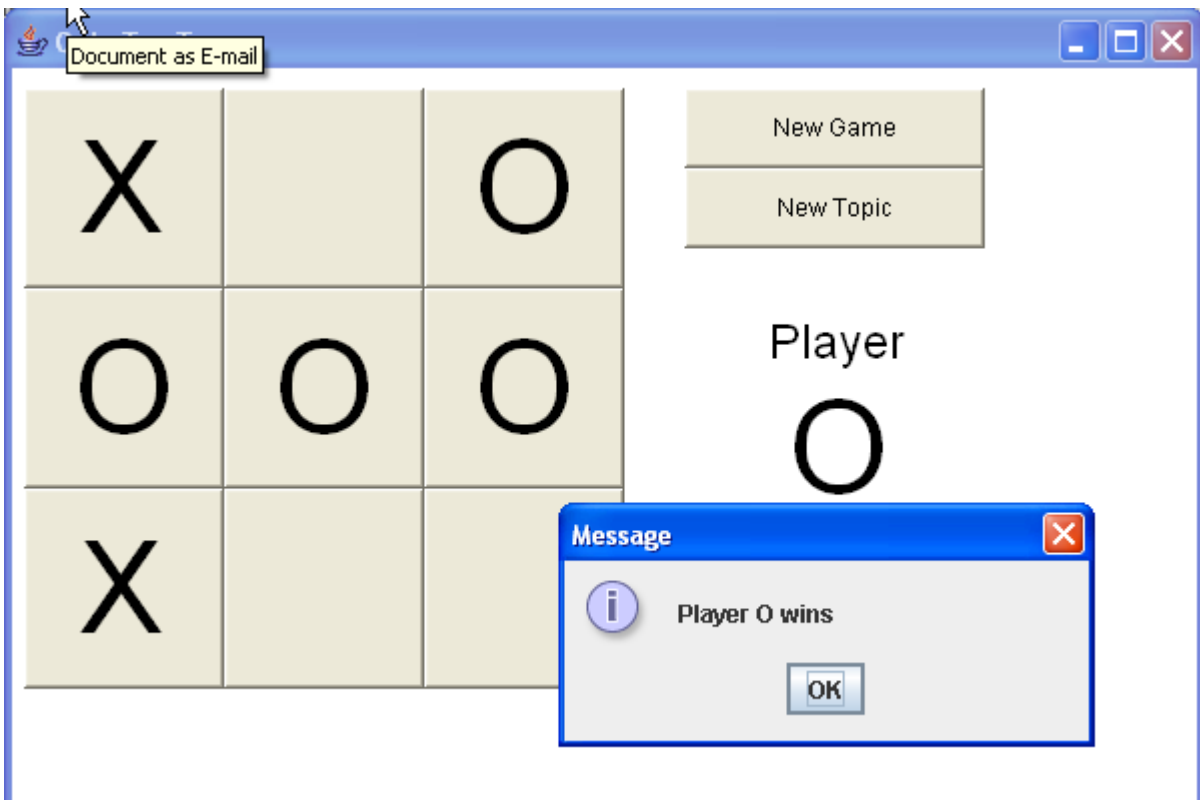 Document as E-mail
X O
O O O
X
New Game
New Topic
Player
O
Message
Player O wins
OK